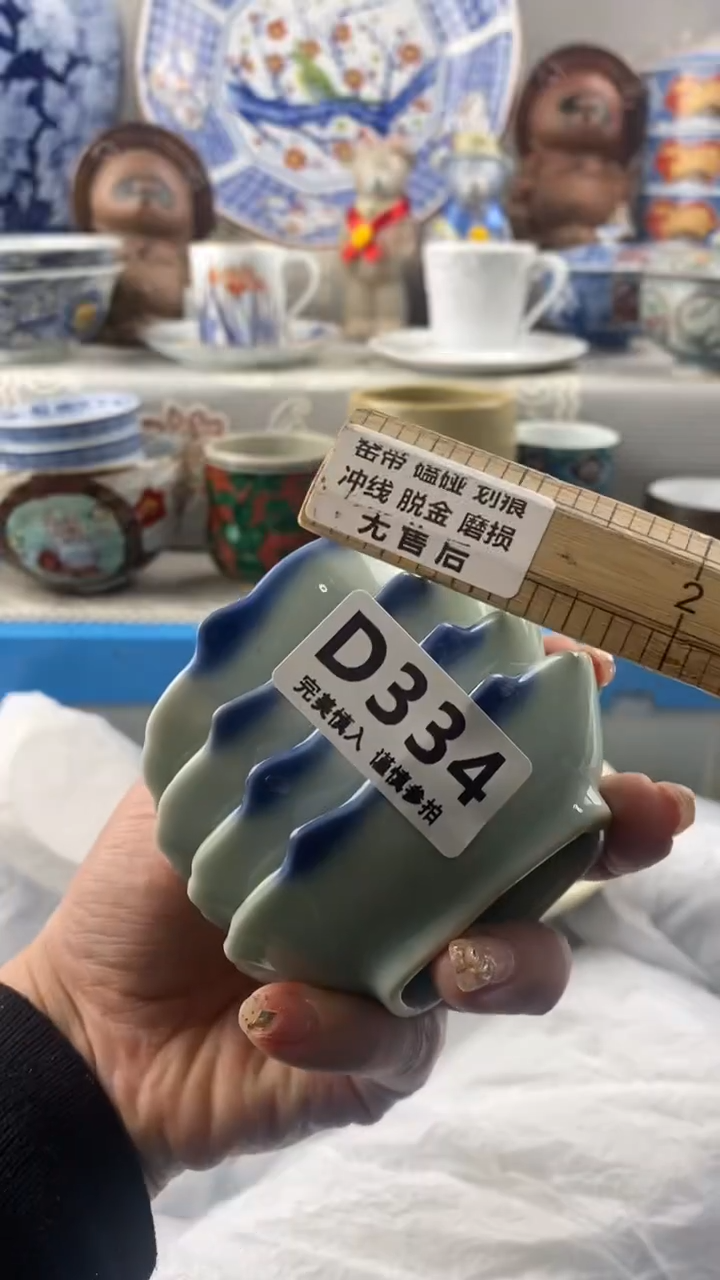 窑带 磕碰 划痕
冲线 脱金 磨损
无售后
2
D334
完美慎入 谨慎参拍